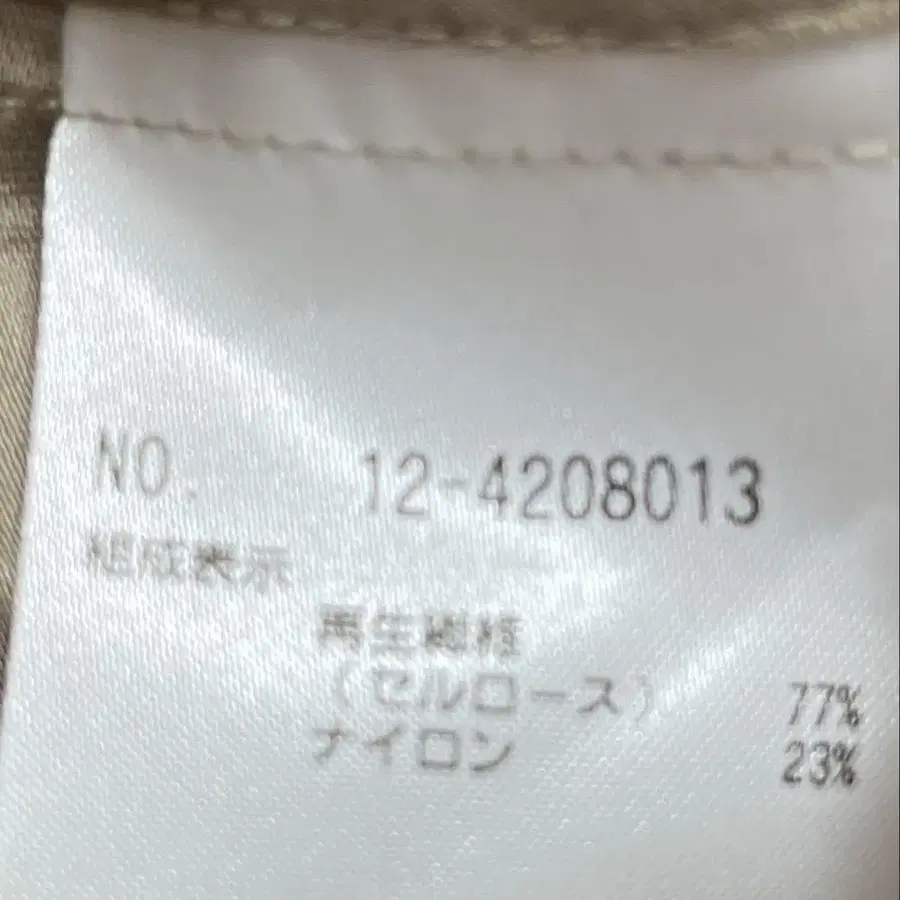 NO. 12-4208013
組成表示
再生繊維
(セルロース) 77%
ナイロン 23%